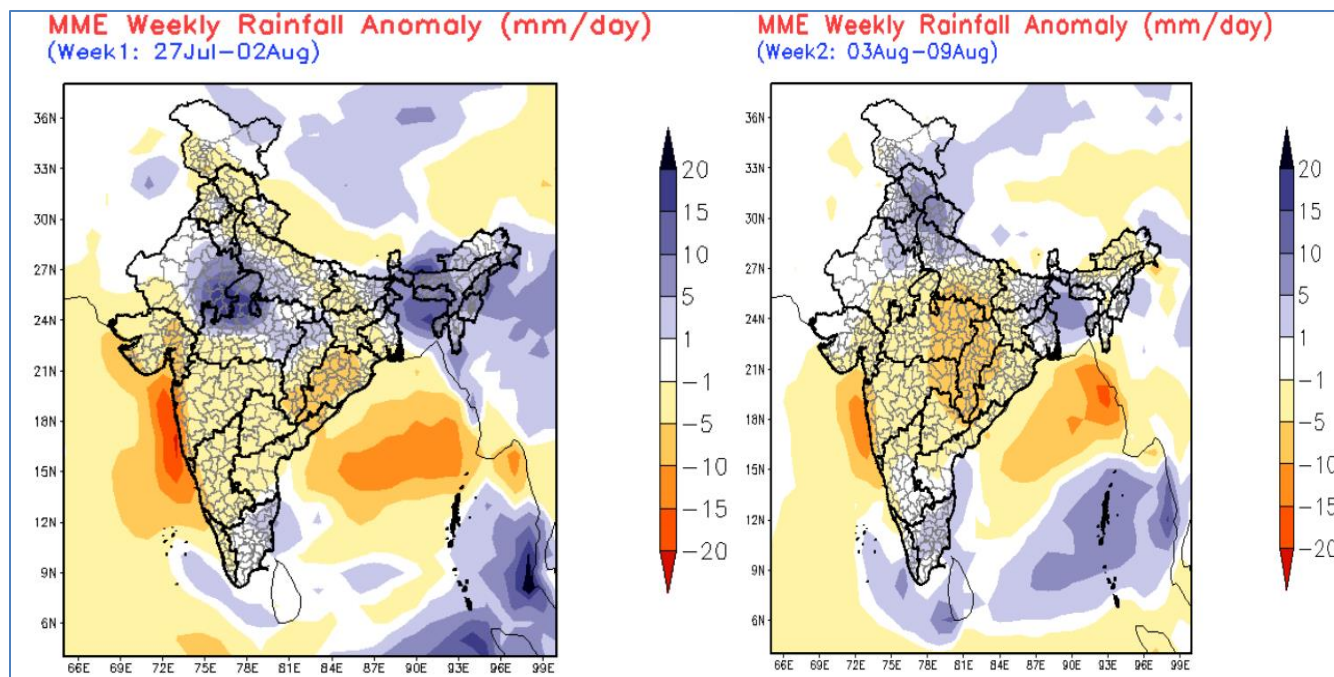 MME Weekly Rainfall Anomaly (mm/day)
(Week1: 27Jul-02Aug)
36N
33N
30N
27N
24N
21N
18N
15N
12N
9N
6N
66E 69E 72E 75E 78E 81E 84E 87E 90E 93E 96E 99E
20
15
10
5
1
-1
-5
-10
-15
-20
MME Weekly Rainfall Anomaly (mm/day)
(Week2: 03Aug-09Aug)
36N
33N
30N
27N
24N
21N
18N
15N
12N
9N
6N
66E 69E 72E 75E 78E 81E 84E 87E 90E 93E 96E 99E
20
15
10
5
1
-1
-5
-10
-15
-20